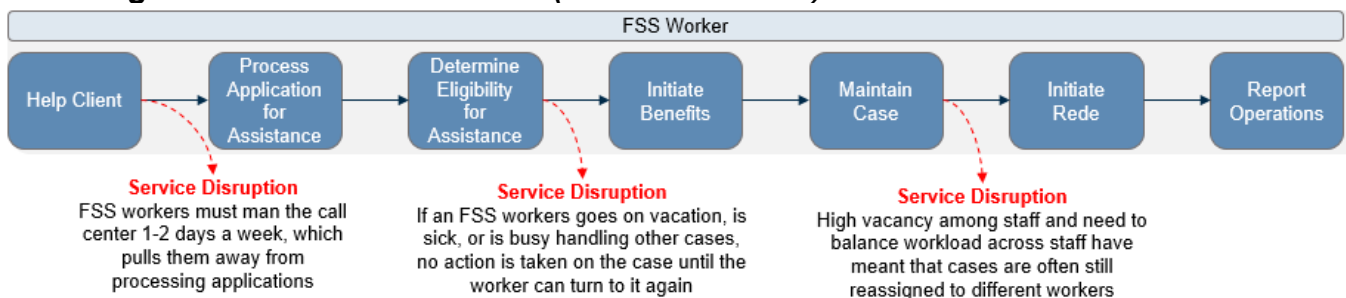 FSS Worker
Help Client
Process
Application
for
Assistance
Determine
Eligibility
for
Assistance
Initiate
Benefits
Maintain
Case
Initiate
Rede
Report
Operations
Service Disruption
FSS workers must man the call
center 1-2 days a week, which
pulls them away from
processing applications
Service Disruption
If an FSS workers goes on vacation, is
sick, or is busy handling other cases,
no action is taken on the case until the
worker can turn to it again
Service Disruption
High vacancy among staff and need to
balance workload across staff have
meant that cases are often still
reassigned to different workers